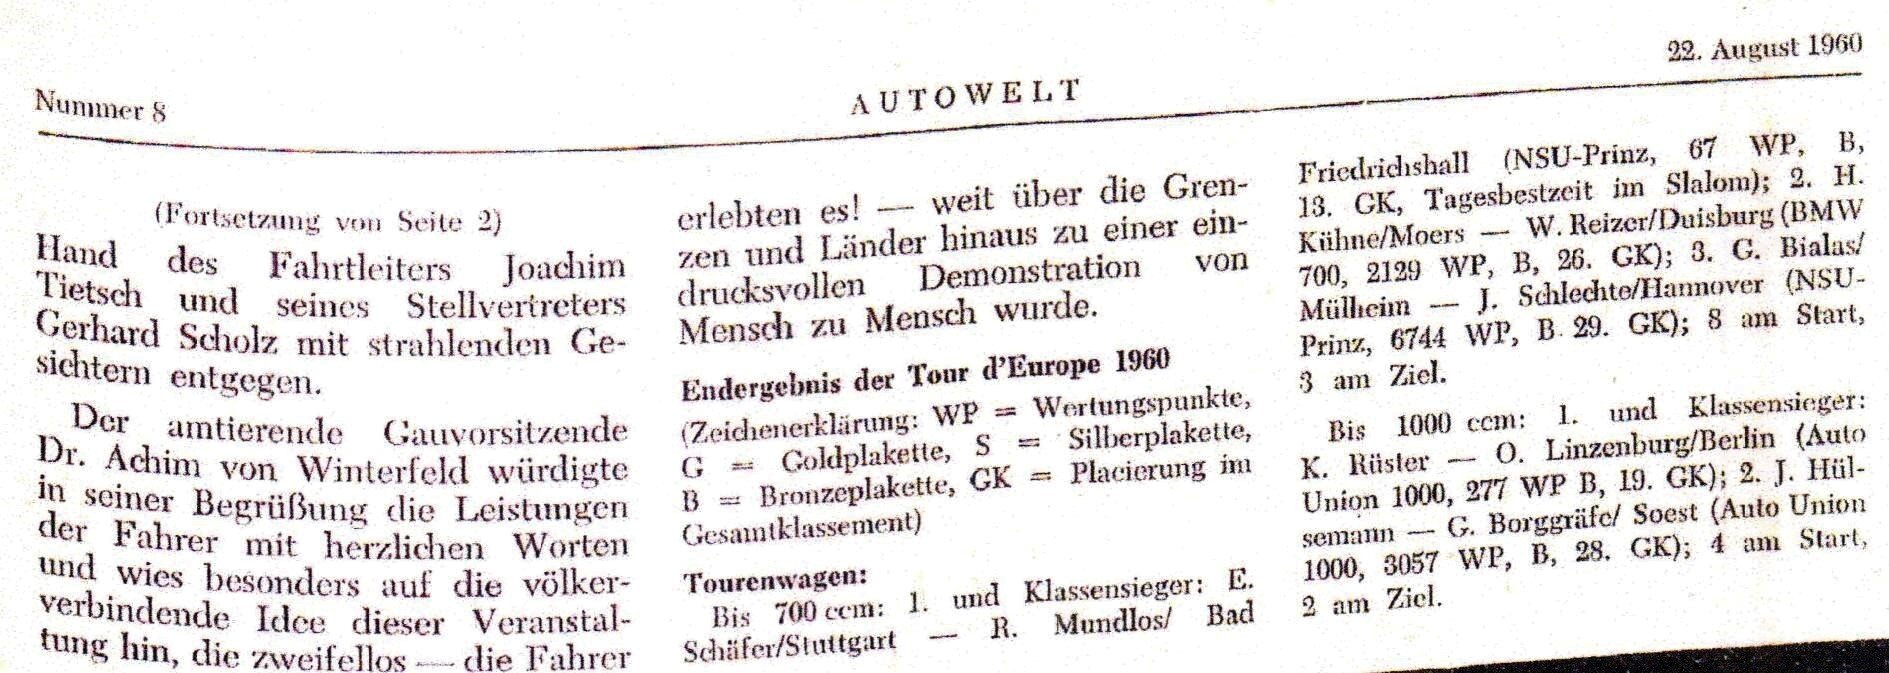 Nummer 8
AUTOWELT
22. August 1960
(Fortsetzung von Seite 2)
Hand des Fahrtleiters Joachim
Tietsch und seines Stellvertreters
Gerhard Scholz mit strahlenden Ge-
sichtern entgegen.
Der amtierende Gauvorsitzende
Dr. Achim von Winterfeld würdigte
in seiner Begrüßung die Leistungen
der Fahrer mit herzlichen Worten
und wies besonders auf die völker-
verbindende Idee dieser Veranstal-
tung hin, die zweifellos — die Fahrer
erlebten es! — weit über die Gren-
zen und Länder hinaus zu einer ein-
drucksvollen Demonstration von
Mensch zu Mensch wurde.
Endergebnis der Tour d'Europe 1960
(Zeichenerklärung: WP = Wertungspunkte,
G = Goldplakette, S = Silberplakette,
B = Bronzeplakette, GK = Placierung im
Gesamtklassement)
Tourenwagen:
Bis 700 ccm: 1. und Klassensieger: E.
Schäfer/Stuttgart — R. Mundlos/ Bad
Friedrichshall (NSU-Prinz, 67 WP, B,
13. GK, Tagesbestzeit im Slalom); 2. H.
Kühne/Moers — W. Reizer/Duisburg (BMW
700, 2129 WP, B, 26. GK); 3. G. Bialas/
Mülheim — J. Schlechte/Hannover (NSU-
Prinz, 6744 WP, B. 29. GK); 8 am Start,
3 am Ziel.
Bis 1000 ccm: 1. und Klassensieger:
K. Rüster — O. Linzenburg/Berlin (Auto
Union 1000, 277 WP B, 19. GK); 2. J. Hül-
semann — G. Borggräfe/ Soest (Auto Union
1000, 3057 WP, B, 28. GK); 4 am Start,
2 am Ziel.